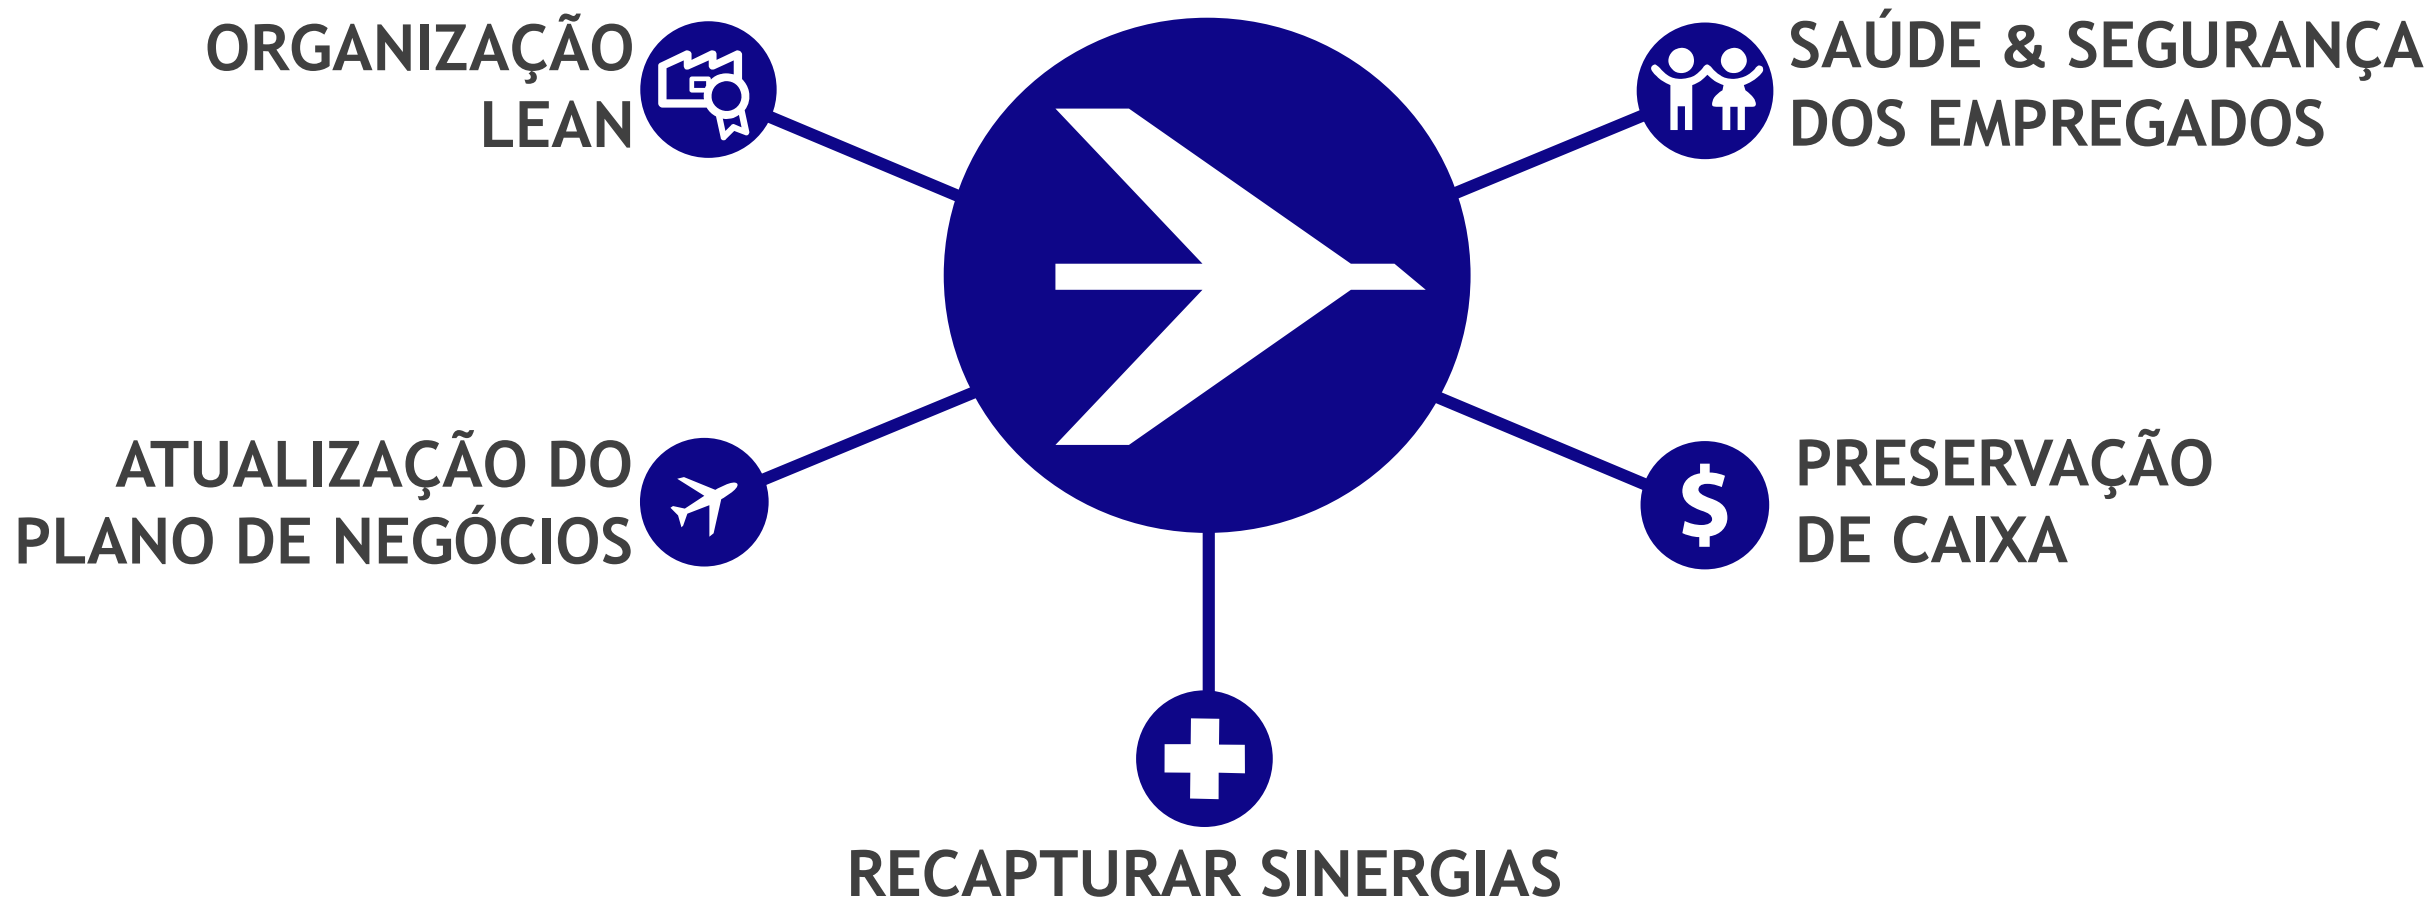 ORGANIZAÇÃO
LEAN
SAÚDE & SEGURANÇA
DOS EMPREGADOS
ATUALIZAÇÃO DO
PLANO DE NEGÓCIOS
PRESERVAÇÃO
DE CAIXA
RECAPTURAR SINERGIAS